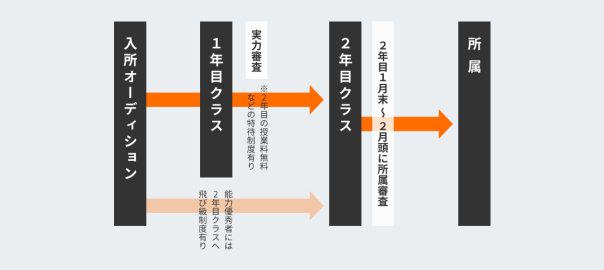 入所オーディション
１年目クラス
実力審査
※２年目の授業料無料
などの特待制度有り
能力優秀者には
２年目クラスへ
飛び級制度有り
２年目クラス
２年目１月末～２月頭に所属審査
所属